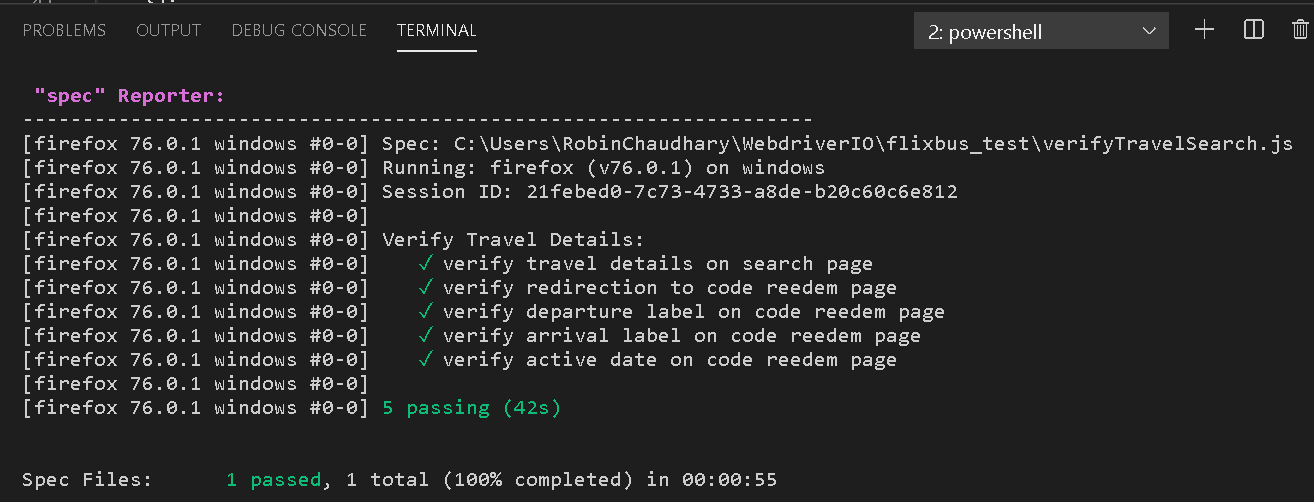 PROBLEMS OUTPUT DEBUG CONSOLE TERMINAL 2: powershell
"spec" Reporter:
------------------------------------------------------------------
[firefox 76.0.1 windows #0-0] Spec: C:\Users\RobinChaudhary\WebdriverIO\flixbus_test\verifyTravelSearch.js
[firefox 76.0.1 windows #0-0] Running: firefox (v76.0.1) on windows
[firefox 76.0.1 windows #0-0] Session ID: 21febed0-7c73-4733-a8de-b20c60c6e812
[firefox 76.0.1 windows #0-0]
[firefox 76.0.1 windows #0-0] Verify Travel Details:
[firefox 76.0.1 windows #0-0] ✓ verify travel details on search page
[firefox 76.0.1 windows #0-0] ✓ verify redirection to code reedem page
[firefox 76.0.1 windows #0-0] ✓ verify departure label on code reedem page
[firefox 76.0.1 windows #0-0] ✓ verify arrival label on code reedem page
[firefox 76.0.1 windows #0-0] ✓ verify active date on code reedem page
[firefox 76.0.1 windows #0-0]
[firefox 76.0.1 windows #0-0] 5 passing (42s)
Spec Files: 1 passed, 1 total (100% completed) in 00:00:55